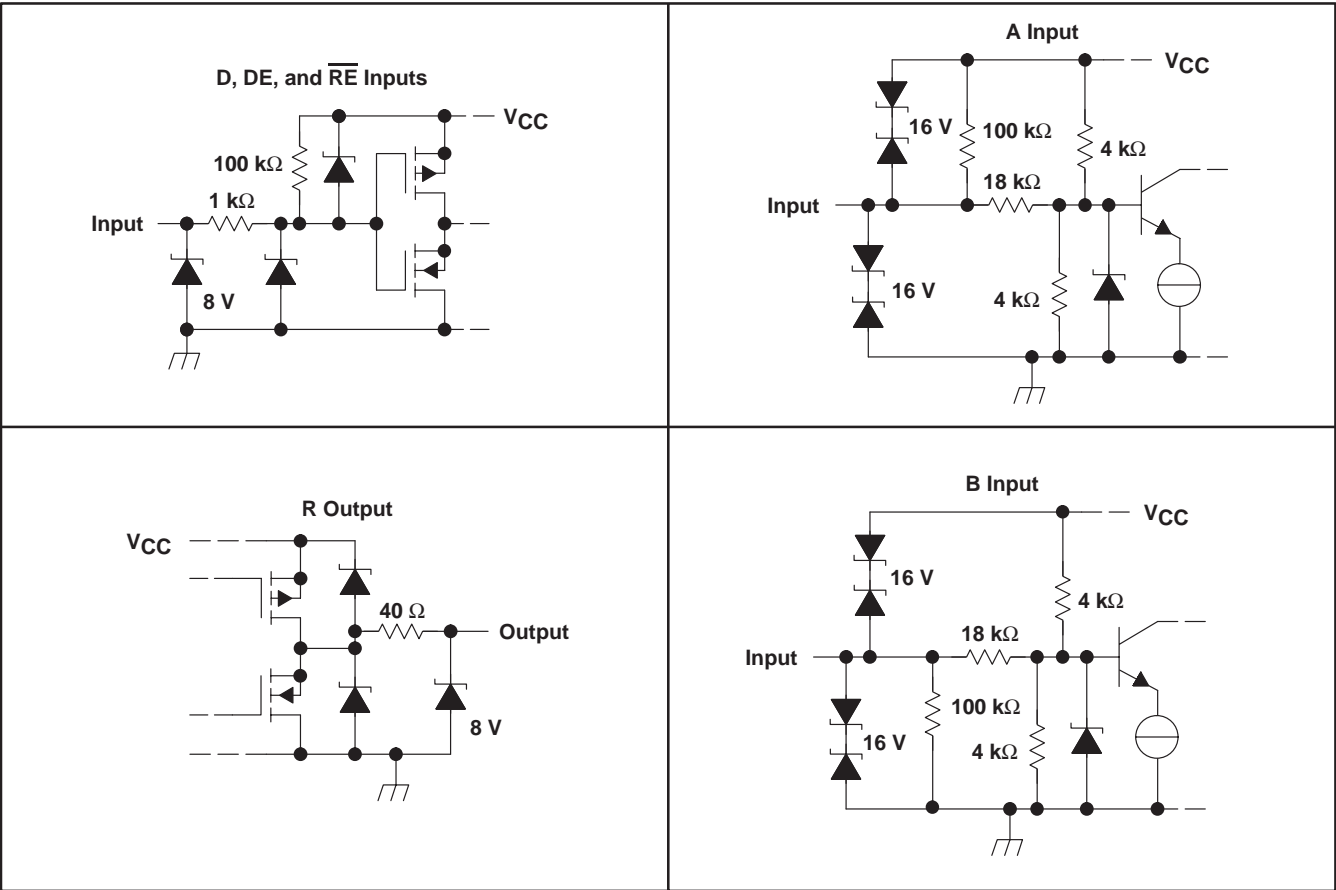 D, DE, and R̅E̅ Inputs
VCC
100 kΩ
1 kΩ
Input
8 V
A Input
VCC
16 V
100 kΩ
4 kΩ
18 kΩ
Input
16 V
4 kΩ
R Output
VCC
40 Ω
Output
8 V
B Input
VCC
16 V
4 kΩ
18 kΩ
Input
100 kΩ
16 V
4 kΩ